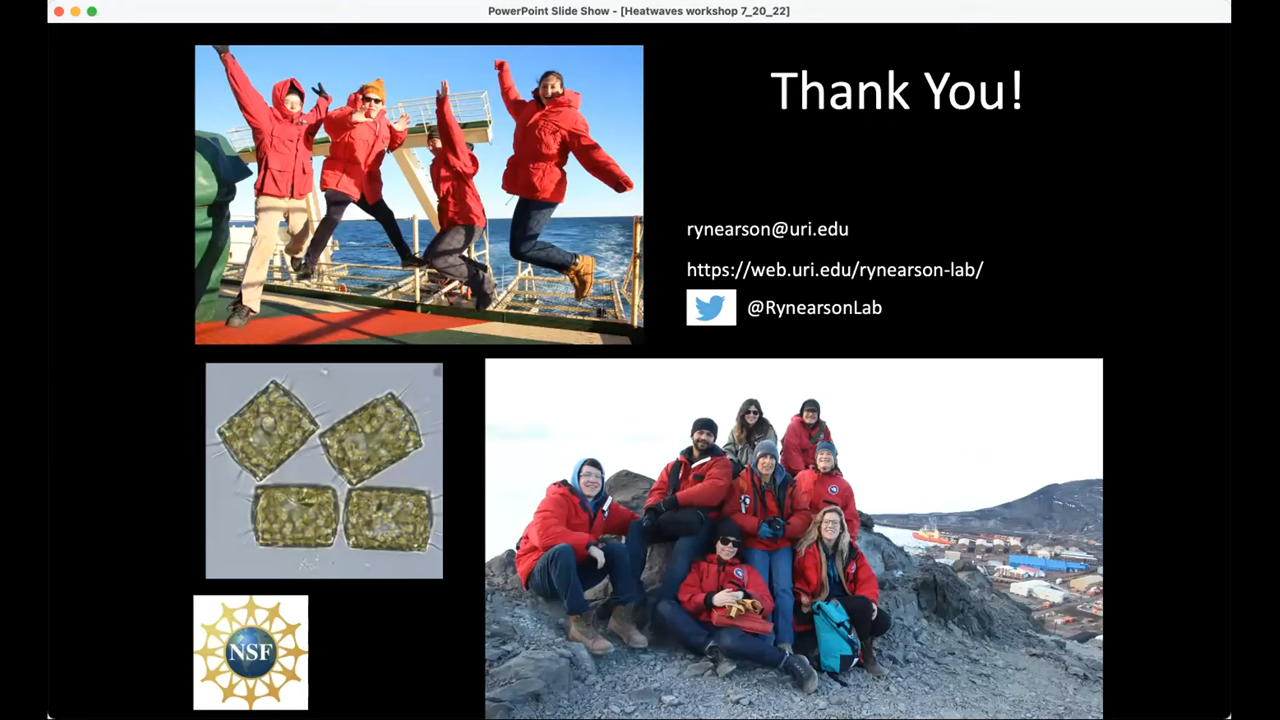 PowerPoint Slide Show - [Heatwaves workshop 7_20_22]
Thank You!
rynearson@uri.edu
https://web.uri.edu/rynearson-lab/
@RynearsonLab
NSF